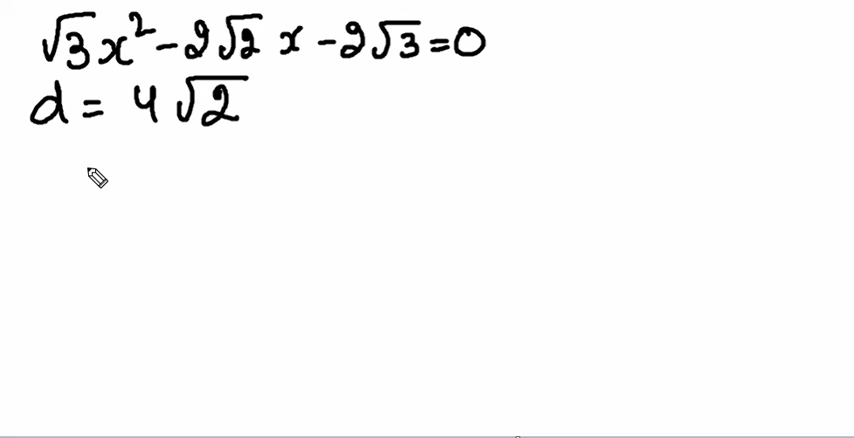 √3x² - 2√2 x - 2√3 = 0
d = 4√2